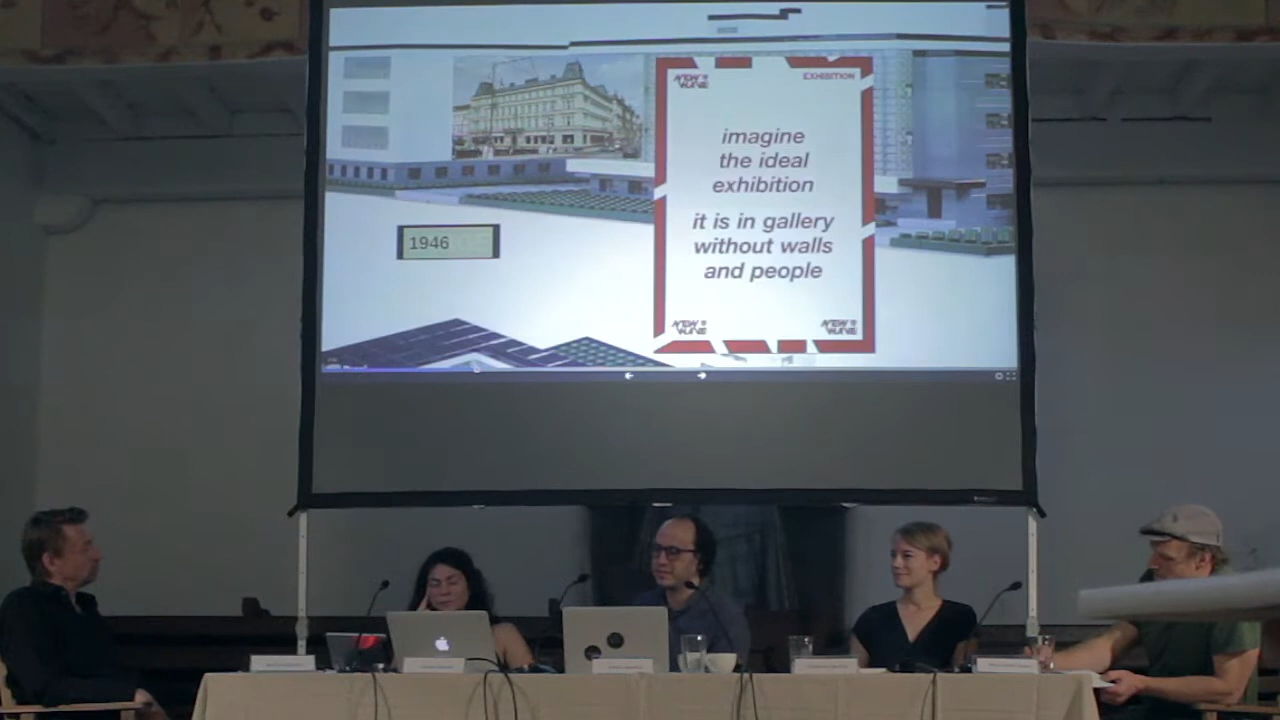 EXHIBITION
imagine
the ideal
exhibition
it is in gallery
without walls
and people
1946